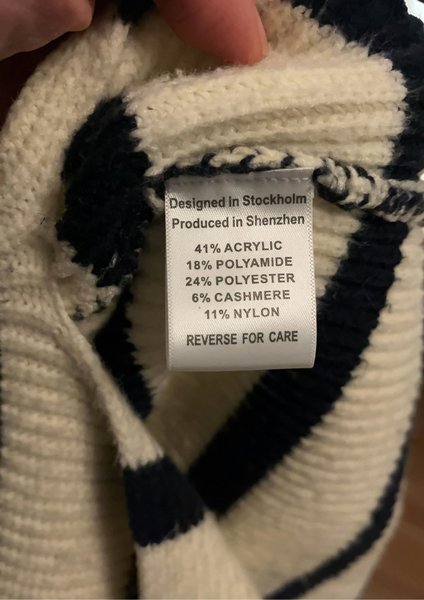 Designed in Stockholm
Produced in Shenzhen
41% ACRYLIC
18% POLYAMIDE
24% POLYESTER
6% CASHMERE
11% NYLON
REVERSE FOR CARE